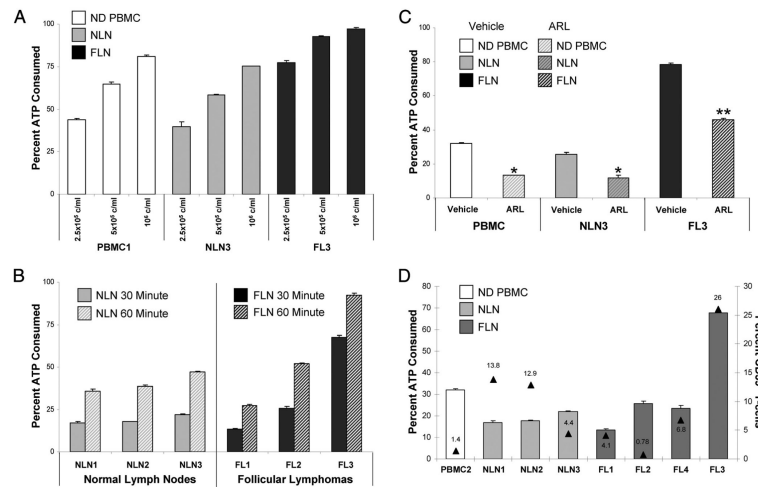 A
ND PBMC
NLN
FLN
Percent ATP Consumed
100
75
50
25
0
2.5x10⁵ c/ml
5x10⁵ c/ml
10⁶ c/ml
2.5x10⁵ c/ml
5x10⁵ c/ml
10⁶ c/ml
2.5x10⁵ c/ml
5x10⁵ c/ml
10⁶ c/ml
PBMC1
NLN3
FL3
B
NLN 30 Minute
NLN 60 Minute
FLN 30 Minute
FLN 60 Minute
Percent ATP Consumed
100
80
60
40
20
0
NLN1
NLN2
NLN3
FL1
FL2
FL3
Normal Lymph Nodes
Follicular Lymphomas
C
Vehicle
ARL
ND PBMC
ND PBMC
NLN
NLN
FLN
FLN
Percent ATP Consumed
100
80
60
40
20
0
*
*
**
Vehicle
ARL
Vehicle
ARL
Vehicle
ARL
PBMC
NLN3
FL3
D
ND PBMC
NLN
FLN
Percent ATP Consumed
80
70
60
50
40
30
20
10
0
30
25
20
15
10
5
0
1.4
13.8
12.9
4.4
4.1
0.78
6.8
26
PBMC2
NLN1
NLN2
NLN3
FL1
FL2
FL4
FL3